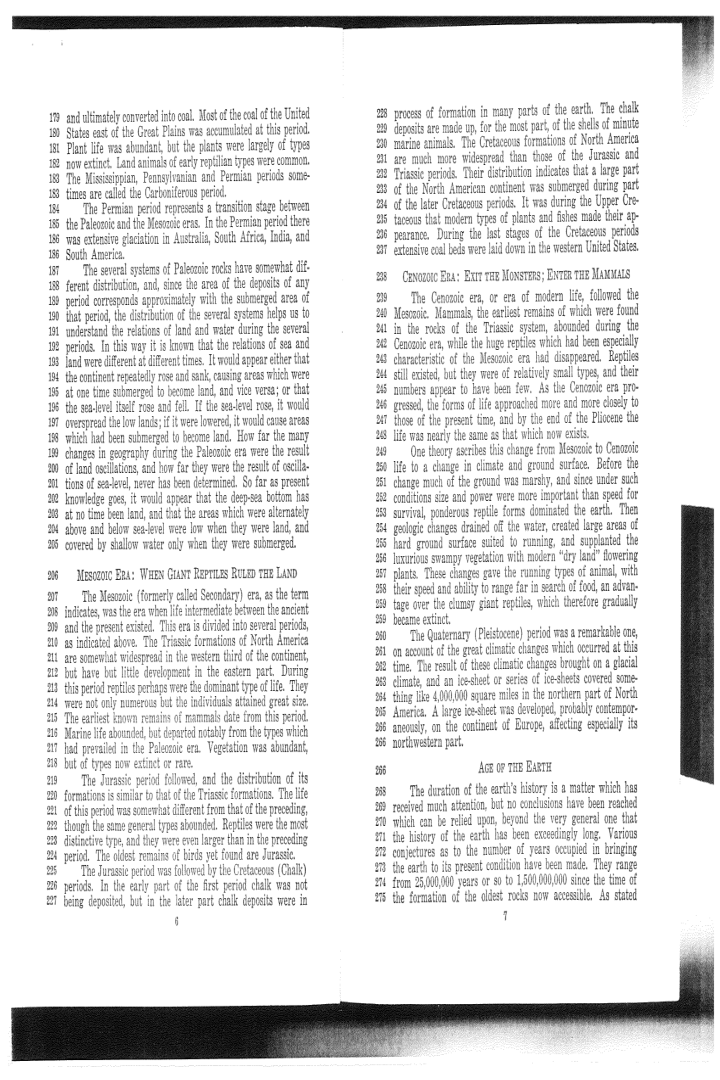 179 and ultimately converted into coal. Most of the coal of the United
180 States east of the Great Plains was accumulated at this period.
181 Plant life was abundant, but the plants were largely of types
182 now extinct. Land animals of early reptilian types were common.
183 The Mississippian, Pennsylvanian and Permian periods some-
183 times are called the Carboniferous period.
184 The Permian period represents a transition stage between
185 the Paleozoic and the Mesozoic eras. In the Permian period there
186 was extensive glaciation in Australia, South Africa, India, and
186 South America.
187 The several systems of Paleozoic rocks have somewhat dif-
188 ferent distribution, and, since the area of the deposits of any
189 period corresponds approximately with the submerged area of
190 that period, the distribution of the several systems helps us to
191 understand the relations of land and water during the several
192 periods. In this way it is known that the relations of sea and
193 land were different at different times. It would appear either that
194 the continent repeatedly rose and sank, causing areas which were
195 at one time submerged to become land, and vice versa; or that
196 the sea-level itself rose and fell. If the sea-level rose, it would
197 overspread the low lands; if it were lowered, it would cause areas
198 which had been submerged to become land. How far the many
199 changes in geography during the Paleozoic era were the result
200 of land oscillations, and how far they were the result of oscilla-
201 tions of sea-level, never has been determined. So far as present
202 knowledge goes, it would appear that the deep-sea bottom has
203 at no time been land, and that the areas which were alternately
204 above and below sea-level were low when they were land, and
205 covered by shallow water only when they were submerged.
206 MESOZOIC ERA: WHEN GIANT REPTILES RULED THE LAND
207 The Mesozoic (formerly called Secondary) era, as the term
208 indicates, was the era when life intermediate between the ancient
209 and the present existed. This era is divided into several periods,
210 as indicated above. The Triassic formations of North America
211 are somewhat widespread in the western third of the continent,
212 but have but little development in the eastern part. During
213 this period reptiles perhaps were the dominant type of life. They
214 were not only numerous but the individuals attained great size.
215 The earliest known remains of mammals date from this period.
216 Marine life abounded, but departed notably from the types which
217 had prevailed in the Paleozoic era. Vegetation was abundant,
218 but of types now extinct or rare.
219 The Jurassic period followed, and the distribution of its
220 formations is similar to that of the Triassic formations. The life
221 of this period was somewhat different from that of the preceding,
222 though the same general types abounded. Reptiles were the most
223 distinctive type, and they were even larger than in the preceding
224 period. The oldest remains of birds yet found are Jurassic.
225 The Jurassic period was followed by the Cretaceous (Chalk)
226 periods. In the early part of the first period chalk was not
227 being deposited, but in the later part chalk deposits were in
6
228 process of formation in many parts of the earth. The chalk
229 deposits are made up, for the most part, of the shells of minute
230 marine animals. The Cretaceous formations of North America
231 are much more widespread than those of the Jurassic and
232 Triassic periods. Their distribution indicates that a large part
233 of the North American continent was submerged during part
234 of the later Cretaceous periods. It was during the Upper Cre-
235 taceous that modern types of plants and fishes made their ap-
236 pearance. During the last stages of the Cretaceous periods
237 extensive coal beds were laid down in the western United States.
238 CENOZOIC ERA: EXIT THE MONSTERS; ENTER THE MAMMALS
239 The Cenozoic era, or era of modern life, followed the
240 Mesozoic. Mammals, the earliest remains of which were found
241 in the rocks of the Triassic system, abounded during the
242 Cenozoic era, while the huge reptiles which had been especially
243 characteristic of the Mesozoic era had disappeared. Reptiles
244 still existed, but they were of relatively small types, and their
245 numbers appear to have been few. As the Cenozoic era pro-
246 gressed, the forms of life approached more and more closely to
247 those of the present time, and by the end of the Pliocene the
248 life was nearly the same as that which now exists.
249 One theory ascribes this change from Mesozoic to Cenozoic
250 life to a change in climate and ground surface. Before the
251 change much of the ground was marshy, and since under such
252 conditions size and power were more important than speed for
253 survival, ponderous reptile forms dominated the earth. Then
254 geologic changes drained off the water, created large areas of
255 hard ground surface suited to running, and supplanted the
256 luxurious swampy vegetation with modern "dry land" flowering
257 plants. These changes gave the running types of animal, with
258 their speed and ability to range far in search of food, an advan-
259 tage over the clumsy giant reptiles, which therefore gradually
259 became extinct.
260 The Quaternary (Pleistocene) period was a remarkable one,
261 on account of the great climatic changes which occurred at this
262 time. The result of these climatic changes brought on a glacial
263 climate, and an ice-sheet or series of ice-sheets covered some-
264 thing like 4,000,000 square miles in the northern part of North
265 America. A large ice-sheet was developed, probably contempor-
266 aneously, on the continent of Europe, affecting especially its
266 northwestern part.
266 AGE OF THE EARTH
268 The duration of the earth's history is a matter which has
269 received much attention, but no conclusions have been reached
270 which can be relied upon, beyond the very general one that
271 the history of the earth has been exceedingly long. Various
272 conjectures as to the number of years occupied in bringing
273 the earth to its present condition have been made. They range
274 from 25,000,000 years or so to 1,500,000,000 since the time of
275 the formation of the oldest rocks now accessible. As stated
7